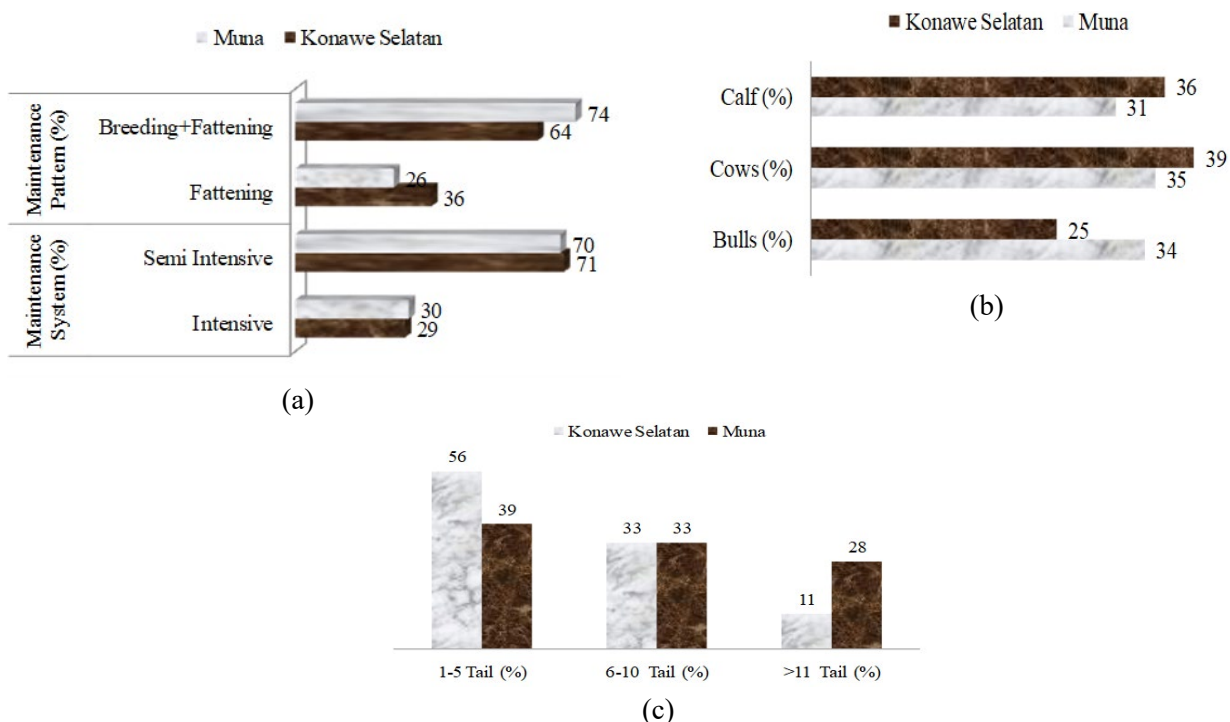 Muna Konawe Selatan
Maintenance Pattem (%)
Breeding+Fattening
74
64
Fattening
26
36
Maintenance System (%)
Semi Intensive
70
71
Intensive
30
29
(a)
Konawe Selatan Muna
Calf (%)
36
31
Cows (%)
39
35
Bulls (%)
25
34
(b)
Konawe Selatan Muna
56
39
33
33
11
28
1-5 Tail (%)
6-10 Tail (%)
>11 Tail (%)
(c)